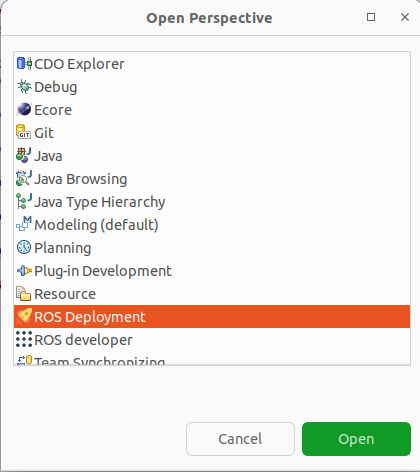 Open Perspective
CDO Explorer
Debug
Ecore
GIT Git
Java
Java Browsing
Java Type Hierarchy
Modeling (default)
Planning
Plug-in Development
Resource
ROS Deployment
ROS developer
Team Synchronizing
Cancel
Open